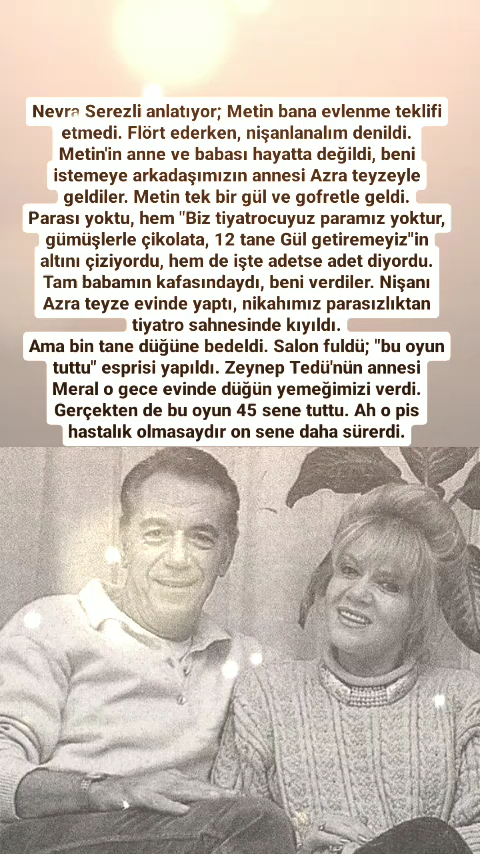 Nevra Serezli anlatıyor; Metin bana evlenme teklifi
etmedi. Flört ederken, nişanlanalım denildi.
Metin'in anne ve babası hayatta değildi, beni
istemeye arkadaşımızın annesi Azra teyzeyle
geldiler. Metin tek bir gül ve gofretle geldi.
Parası yoktu, hem "Biz tiyatrocuyuz paramız yoktur,
gümüşlerle çikolata, 12 tane Gül getiremeyiz"in
altını çiziyordu, hem de işte adetse adet diyordu.
Tam babamın kafasındaydı, beni verdiler. Nişanı
Azra teyze evinde yaptı, nikahımız parasızlıktan
tiyatro sahnesinde kıyıldı.
Ama bin tane düğüne bedeldi. Salon fuldü; "bu oyun
tuttu" esprisi yapıldı. Zeynep Tedü'nün annesi
Meral o gece evinde düğün yemeğimizi verdi.
Gerçekten de bu oyun 45 sene tuttu. Ah o pis
hastalık olmasaydır on sene daha sürerdi.